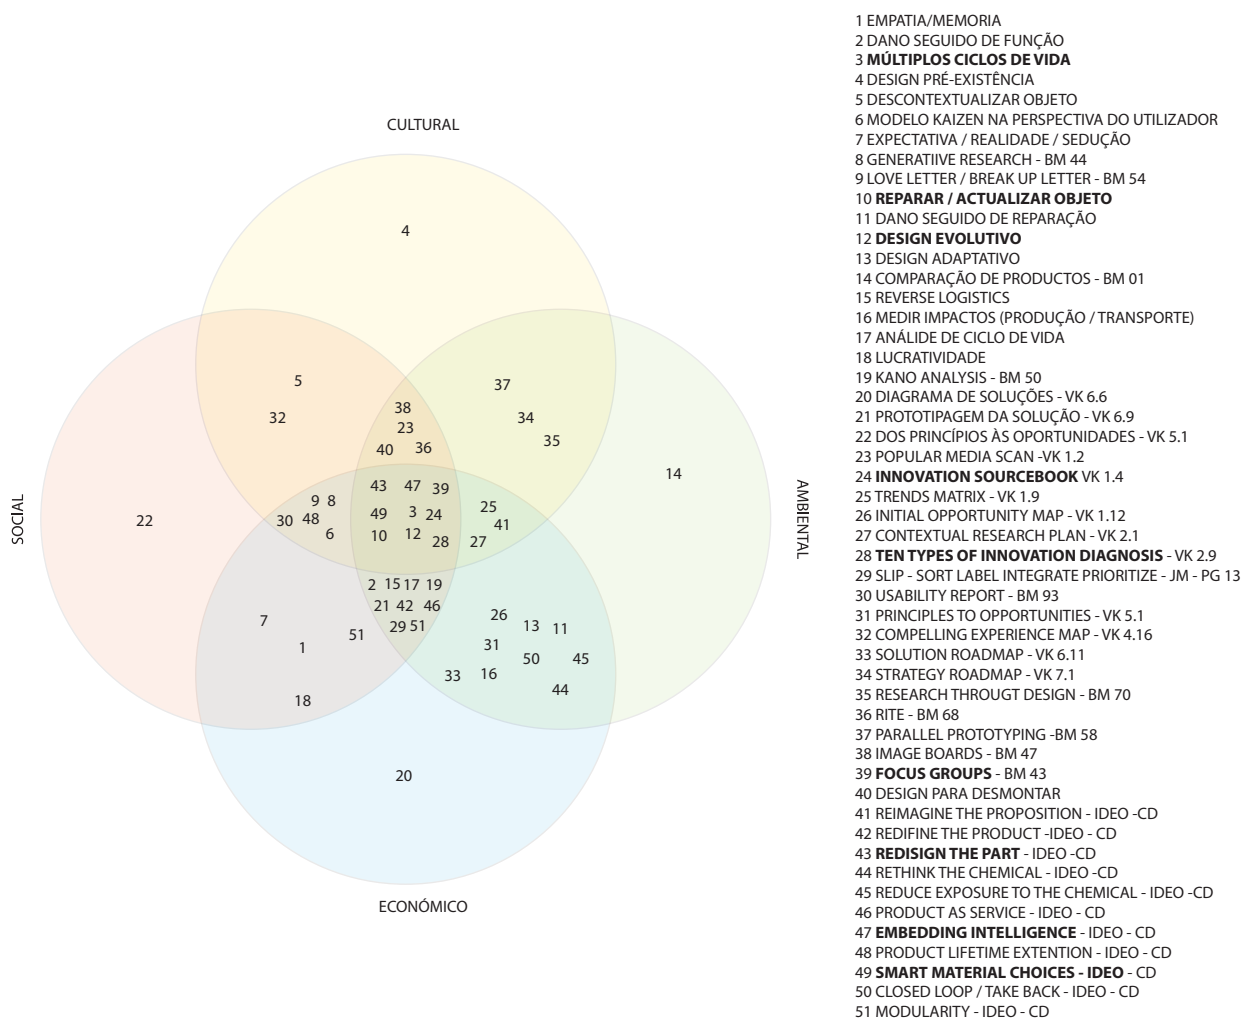 CULTURAL
SOCIAL
AMBIENTAL
ECONÓMICO
4
5
37
32
38
34
23
35
40
36
14
43
47
39
9
8
25
22
30
48
49
3
24
41
6
10
12
28
27
2
15
17
19
21
42
46
26
7
51
29
51
13
11
1
31
50
45
33
16
44
18
20
1 EMPATIA/MEMORIA
2 DANO SEGUIDO DE FUNÇÃO
3 MÚLTIPLOS CICLOS DE VIDA
4 DESIGN PRÉ-EXISTÊNCIA
5 DESCONTEXTUALIZAR OBJETO
6 MODELO KAIZEN NA PERSPECTIVA DO UTILIZADOR
7 EXPECTATIVA / REALIDADE / SEDUÇÃO
8 GENERATIIVE RESEARCH - BM 44
9 LOVE LETTER / BREAK UP LETTER - BM 54
10 REPARAR / ACTUALIZAR OBJETO
11 DANO SEGUIDO DE REPARAÇÃO
12 DESIGN EVOLUTIVO
13 DESIGN ADAPTATIVO
14 COMPARAÇÃO DE PRODUCTOS - BM 01
15 REVERSE LOGISTICS
16 MEDIR IMPACTOS (PRODUÇÃO / TRANSPORTE)
17 ANÁLIDE DE CICLO DE VIDA
18 LUCRATIVIDADE
19 KANO ANALYSIS - BM 50
20 DIAGRAMA DE SOLUÇÕES - VK 6.6
21 PROTOTIPAGEM DA SOLUÇÃO - VK 6.9
22 DOS PRINCÍPIOS ÀS OPORTUNIDADES - VK 5.1
23 POPULAR MEDIA SCAN -VK 1.2
24 INNOVATION SOURCEBOOK VK 1.4
25 TRENDS MATRIX - VK 1.9
26 INITIAL OPPORTUNITY MAP - VK 1.12
27 CONTEXTUAL RESEARCH PLAN - VK 2.1
28 TEN TYPES OF INNOVATION DIAGNOSIS - VK 2.9
29 SLIP - SORT LABEL INTEGRATE PRIORITIZE - JM - PG 13
30 USABILITY REPORT - BM 93
31 PRINCIPLES TO OPPORTUNITIES - VK 5.1
32 COMPELLING EXPERIENCE MAP - VK 4.16
33 SOLUTION ROADMAP - VK 6.11
34 STRATEGY ROADMAP - VK 7.1
35 RESEARCH THROUGT DESIGN - BM 70
36 RITE - BM 68
37 PARALLEL PROTOTYPING -BM 58
38 IMAGE BOARDS - BM 47
39 FOCUS GROUPS - BM 43
40 DESIGN PARA DESMONTAR
41 REIMAGINE THE PROPOSITION - IDEO -CD
42 REDIFINE THE PRODUCT -IDEO - CD
43 REDISIGN THE PART - IDEO -CD
44 RETHINK THE CHEMICAL - IDEO -CD
45 REDUCE EXPOSURE TO THE CHEMICAL - IDEO -CD
46 PRODUCT AS SERVICE - IDEO - CD
47 EMBEDDING INTELLIGENCE - IDEO - CD
48 PRODUCT LIFETIME EXTENTION - IDEO - CD
49 SMART MATERIAL CHOICES - IDEO - CD
50 CLOSED LOOP / TAKE BACK - IDEO - CD
51 MODULARITY - IDEO - CD